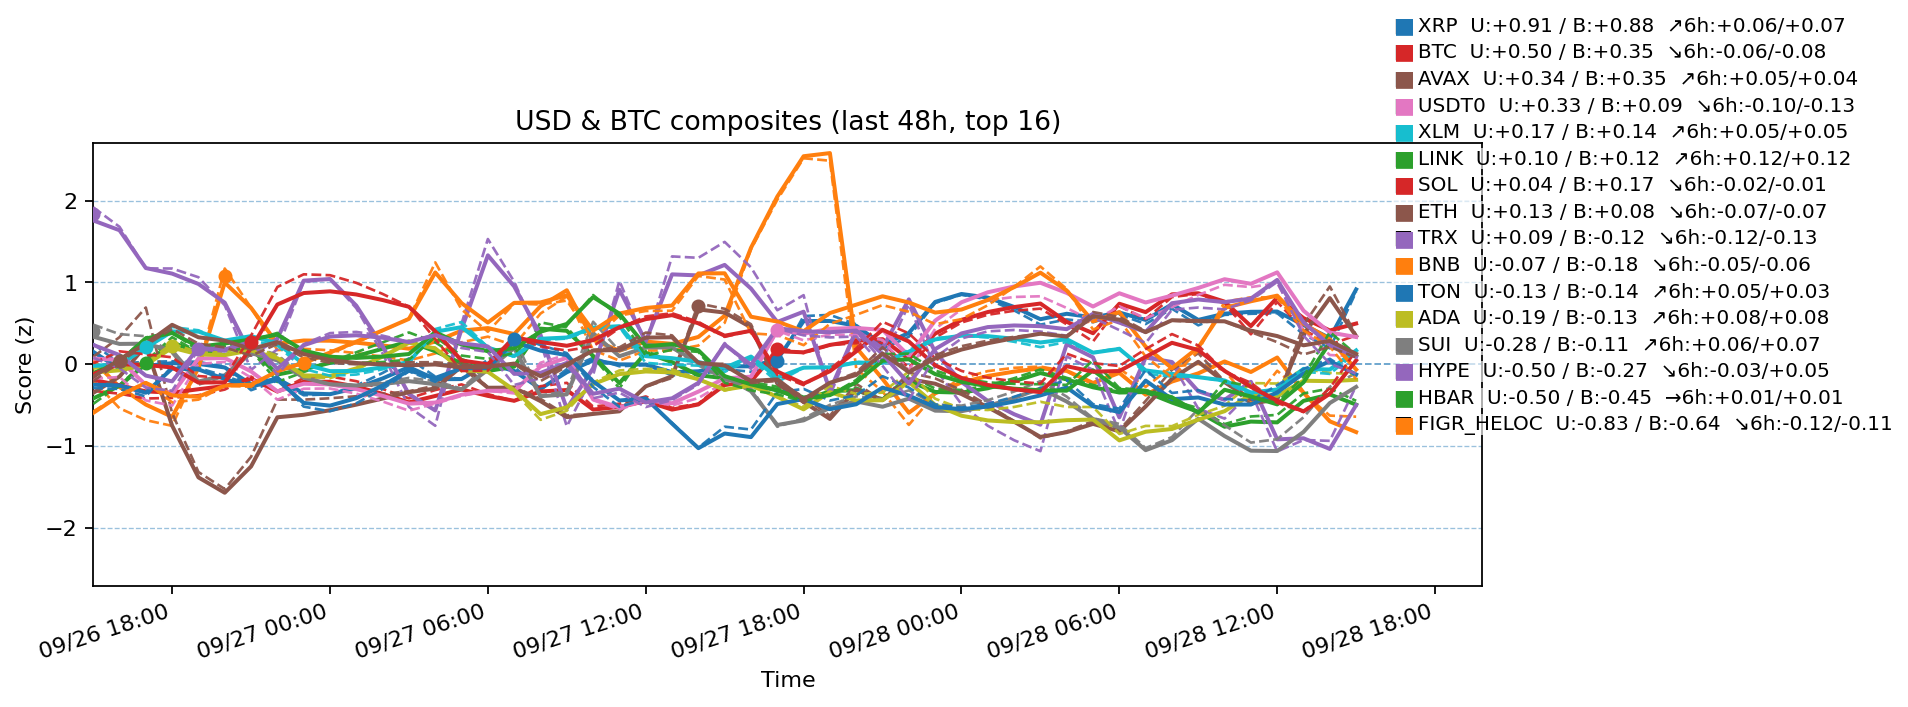 XRP  U:+0.91 / B:+0.88  ↗6h:+0.06/+0.07
BTC  U:+0.50 / B:+0.35  ↘6h:-0.06/-0.08
AVAX  U:+0.34 / B:+0.35  ↗6h:+0.05/+0.04
USDT0  U:+0.33 / B:+0.09  ↘6h:-0.10/-0.13
XLM  U:+0.17 / B:+0.14  ↗6h:+0.05/+0.05
LINK  U:+0.10 / B:+0.12  ↗6h:+0.12/+0.12
SOL  U:+0.04 / B:+0.17  ↘6h:-0.02/-0.01
ETH  U:+0.13 / B:+0.08  ↘6h:-0.07/-0.07
TRX  U:+0.09 / B:-0.12  ↘6h:-0.12/-0.13
BNB  U:-0.07 / B:-0.18  ↘6h:-0.05/-0.06
TON  U:-0.13 / B:-0.14  ↗6h:+0.05/+0.03
ADA  U:-0.19 / B:-0.13  ↗6h:+0.08/+0.08
SUI  U:-0.28 / B:-0.11  ↗6h:+0.06/+0.07
HYPE  U:-0.50 / B:-0.27  ↘6h:-0.03/+0.05
HBAR  U:-0.50 / B:-0.45  →6h:+0.01/+0.01
FIGR_HELOC  U:-0.83 / B:-0.64  ↘6h:-0.12/-0.11
USD & BTC composites (last 48h, top 16)
Score (z)
2
1
0
−1
−2
09/26 18:00
09/27 00:00
09/27 06:00
09/27 12:00
09/27 18:00
09/28 00:00
09/28 06:00
09/28 12:00
09/28 18:00
Time